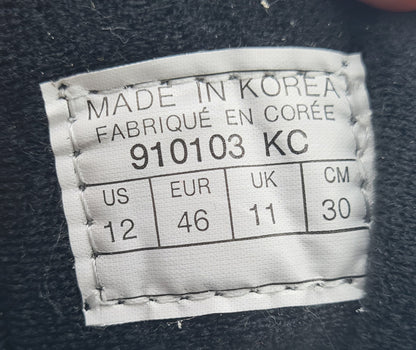 MADE IN KOREA
FABRIQUÉ EN CORÉE
910103 KC
US EUR UK CM
12 46 11 30